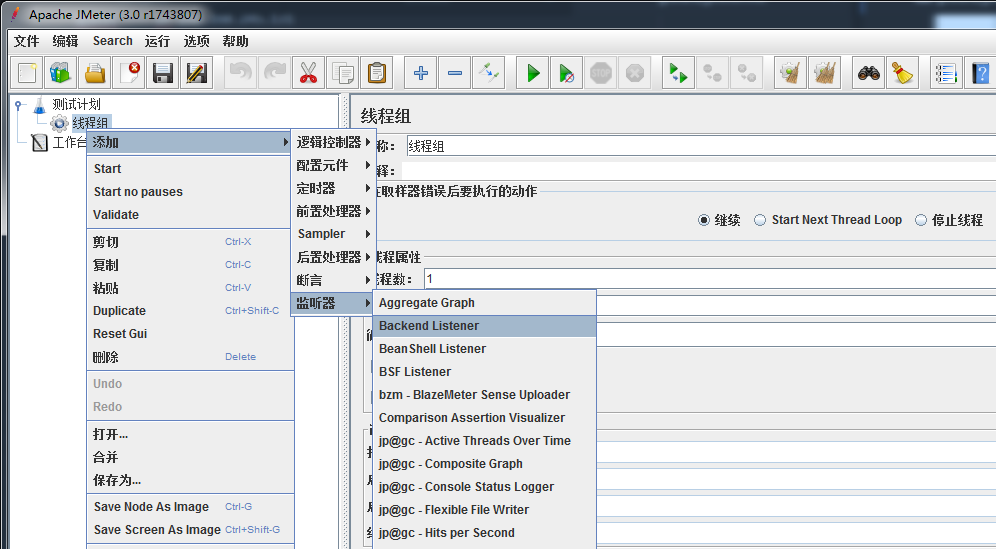 Apache JMeter (3.0 r1743807)
文件 编辑 Search 运行 选项 帮助
测试计划
线程组
工作台
添加
Start
Start no pauses
Validate
剪切 Ctrl-X
复制 Ctrl-C
粘贴 Ctrl-V
Duplicate Ctrl+Shift-C
Reset Gui
删除 Delete
Undo
Redo
打开...
合并
保存为...
Save Node As Image Ctrl-G
Save Screen As Image Ctrl+Shift-G
逻辑控制器
配置元件
定时器
前置处理器
Sampler
后置处理器
断言
监听器
Aggregate Graph
Backend Listener
BeanShell Listener
BSF Listener
bzm - BlazeMeter Sense Uploader
Comparison Assertion Visualizer
jp@gc - Active Threads Over Time
jp@gc - Composite Graph
jp@gc - Console Status Logger
jp@gc - Flexible File Writer
jp@gc - Hits per Second
线程组
称： 线程组
释：
在取样器错误后要执行的动作
继续 Start Next Thread Loop 停止线程
线程属性
线程数： 1